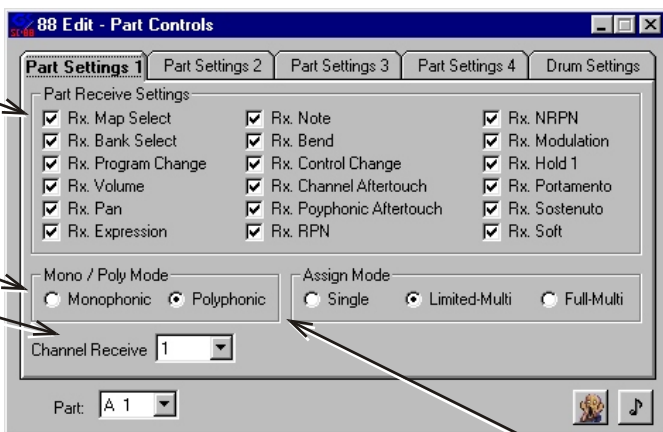 88 Edit - Part Controls
Part Settings 1 Part Settings 2 Part Settings 3 Part Settings 4 Drum Settings
Part Receive Settings
Rx. Map Select Rx. Note Rx. NRPN
Rx. Bank Select Rx. Bend Rx. Modulation
Rx. Program Change Rx. Control Change Rx. Hold 1
Rx. Volume Rx. Channel Aftertouch Rx. Portamento
Rx. Pan Rx. Poyphonic Aftertouch Rx. Sostenuto
Rx. Expression Rx. RPN Rx. Soft
Mono / Poly Mode Assign Mode
Monophonic Polyphonic Single Limited-Multi Full-Multi
Channel Receive 1
Part: A 1